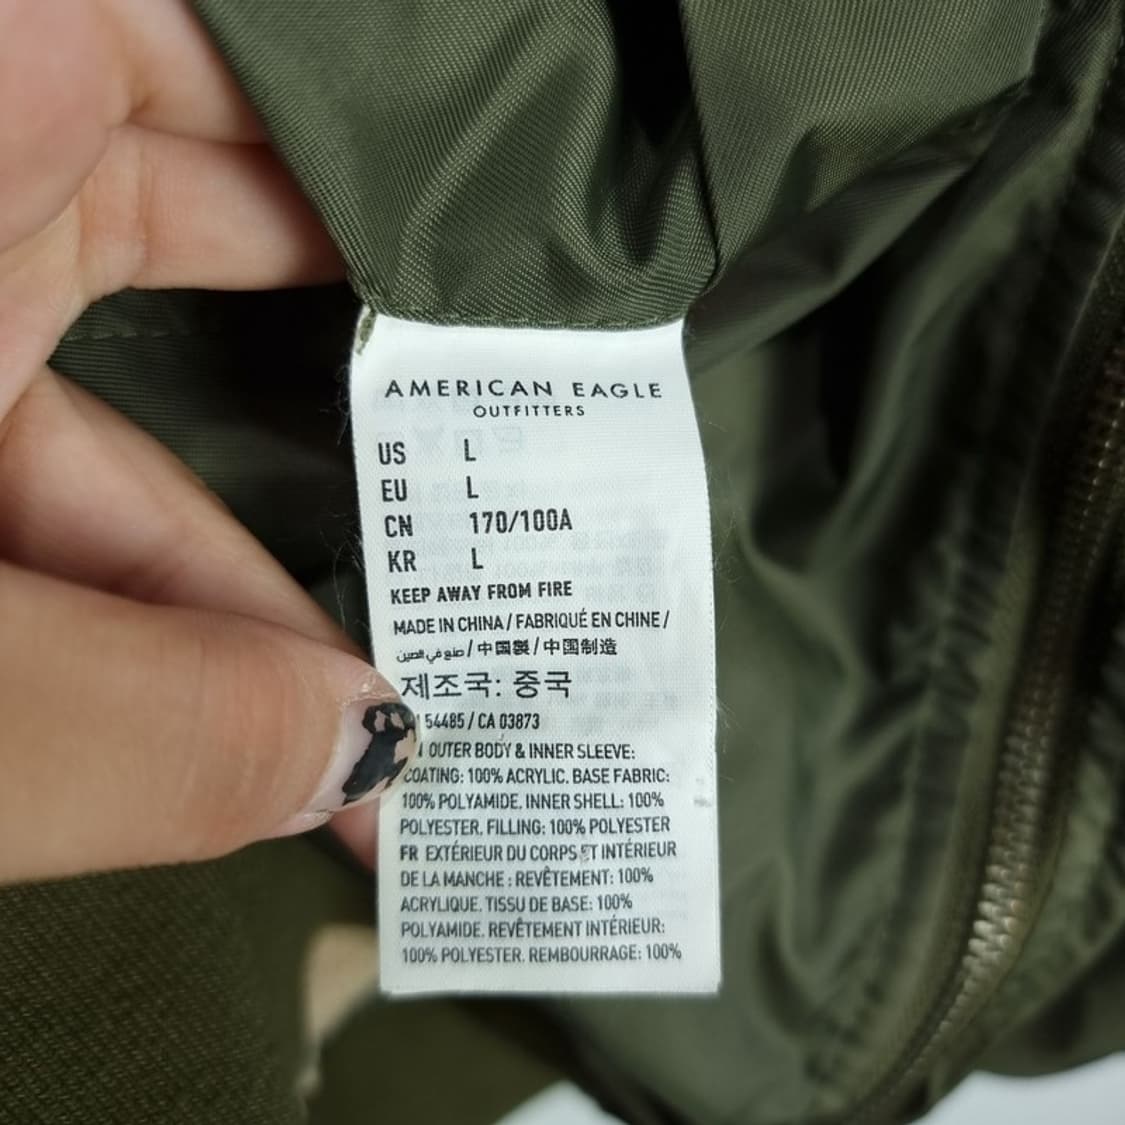 AMERICAN EAGLE
OUTFITTERS
US L
EU L
CN 170/100A
KR L
KEEP AWAY FROM FIRE
MADE IN CHINA / FABRIQUÉ EN CHINE /
صنع في الصين / 中国製 / 中国制造
제조국: 중국
54485 / CA 03873
OUTER BODY & INNER SLEEVE:
COATING: 100% ACRYLIC. BASE FABRIC:
100% POLYAMIDE. INNER SHELL: 100%
POLYESTER. FILLING: 100% POLYESTER
FR EXTÉRIEUR DU CORPS ET INTÉRIEUR
DE LA MANCHE : REVÊTEMENT: 100%
ACRYLIQUE. TISSU DE BASE: 100%
POLYAMIDE. REVÊTEMENT INTÉRIEUR:
100% POLYESTER. REMBOURRAGE: 100%